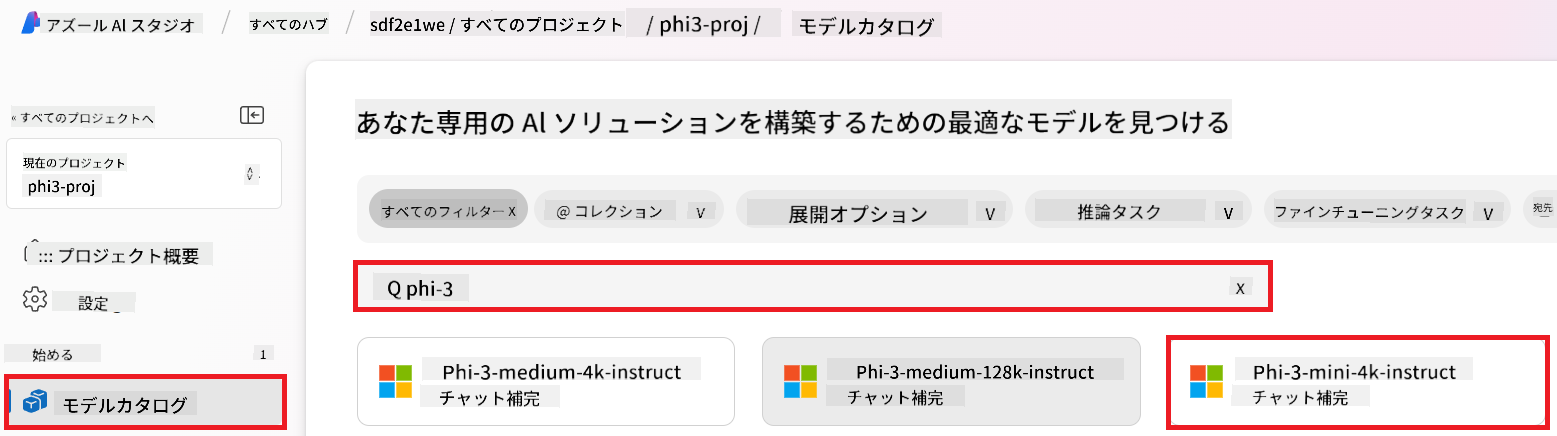 アズール AI スタジオ / すべてのハブ / sdf2e1we / すべてのプロジェクト / phi3-proj / モデルカタログ
« すべてのプロジェクトへ
現在のプロジェクト
phi3-proj
::: プロジェクト概要
設定
始める 1
モデルカタログ
あなた専用の AI ソリューションを構築するための最適なモデルを見つける
すべてのフィルター X @ コレクション V 展開オプション V 推論タスク V ファインチューニングタスク V 宛先
Q phi-3 X
Phi-3-medium-4k-instruct
チャット補完
Phi-3-medium-128k-instruct
チャット補完
Phi-3-mini-4k-instruct
チャット補完